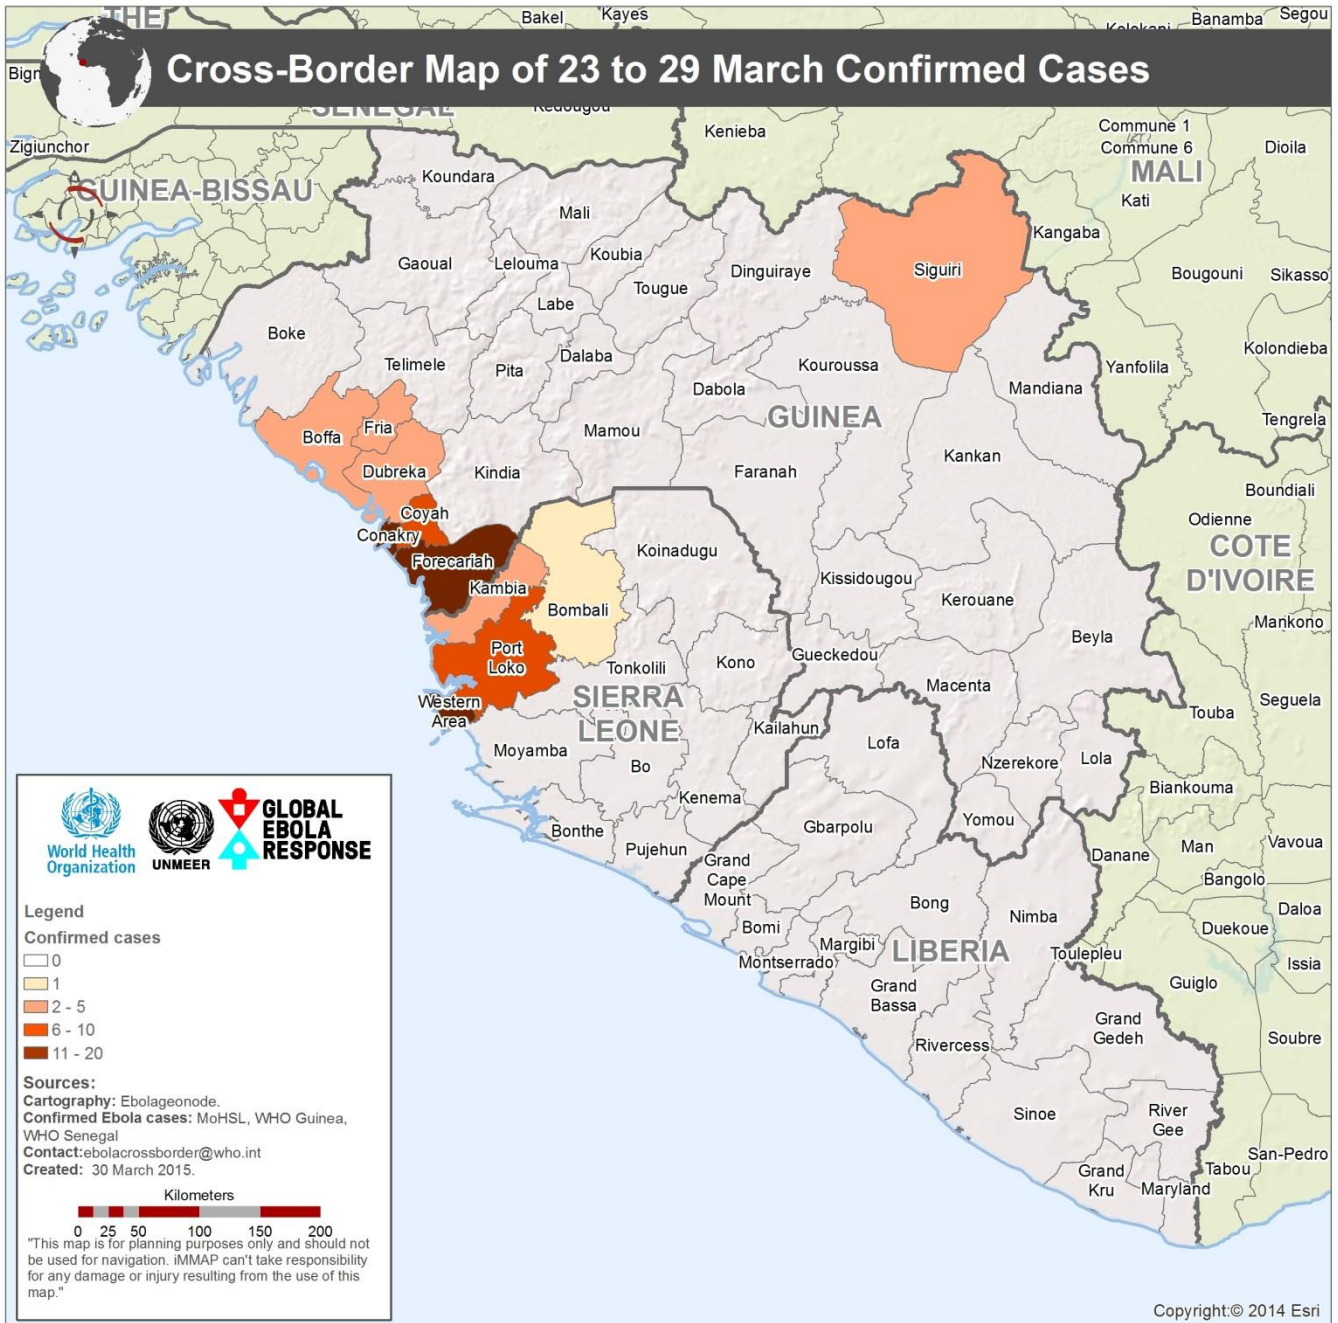 THE
Bakel
Kayes
Kolokani
Banamba
Segou
Bign
Cross-Border Map of 23 to 29 March Confirmed Cases
SENEGAL
Kedougou
Zigiunchor
Kenieba
Commune 1
Commune 6
Dioila
MALI
GUINEA-BISSAU
Koundara
Mali
Kati
Kangaba
Gaoual
Lelouma
Koubia
Dinguiraye
Siguiri
Bougouni
Sikasso
Tougue
Labe
Boke
Telimele
Pita
Dalaba
Kouroussa
Yanfolila
Kolondieba
Dabola
Mandiana
GUINEA
Tengrela
Boffa
Fria
Mamou
Dubreka
Kindia
Faranah
Kankan
Boundiali
Coyah
Conakry
Odienne
COTE
D'IVOIRE
Forecariah
Koinadugu
Kambia
Kissidougou
Kerouane
Bombali
Mankono
Beyla
Port
Loko
Tonkolili
Kono
Gueckedou
Macenta
SIERRA
LEONE
Western
Area
Seguela
Touba
Kailahun
Lofa
Moyamba
Bo
Nzerekore
Lola
Biankouma
Kenema
Gbarpolu
Yomou
Bonthe
Pujehun
Grand
Cape
Mount
Danane
Man
Vavoua
Bangolo
Bong
Nimba
Daloa
Bomi
Margibi
Duekoue
LIBERIA
Toulepleu
Montserrado
Issia
Grand
Bassa
Guiglo
Grand
Gedeh
Rivercess
Soubre
Sinoe
River
Gee
San-Pedro
Grand
Kru
Maryland
Tabou
World Health
Organization
UNMEER
GLOBAL
EBOLA
RESPONSE
Legend
Confirmed cases
0
1
2 - 5
6 - 10
11 - 20
Sources:
Cartography: Ebolageonode.
Confirmed Ebola cases: MoHSL, WHO Guinea,
WHO Senegal
Contact:ebolacrossborder@who.int
Created: 30 March 2015.
Kilometers
0 25 50 100 150 200
"This map is for planning purposes only and should not
be used for navigation. iMMAP can't take responsibility
for any damage or injury resulting from the use of this
map."
Copyright:© 2014 Esri